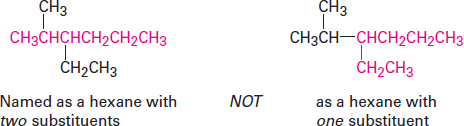 CH3 CH3
CH3CHCHCH2CH2CH3 CH3CH—CHCH2CH2CH3
CH2CH3 CH2CH3
Named as a hexane with NOT as a hexane with
two substituents one substituent